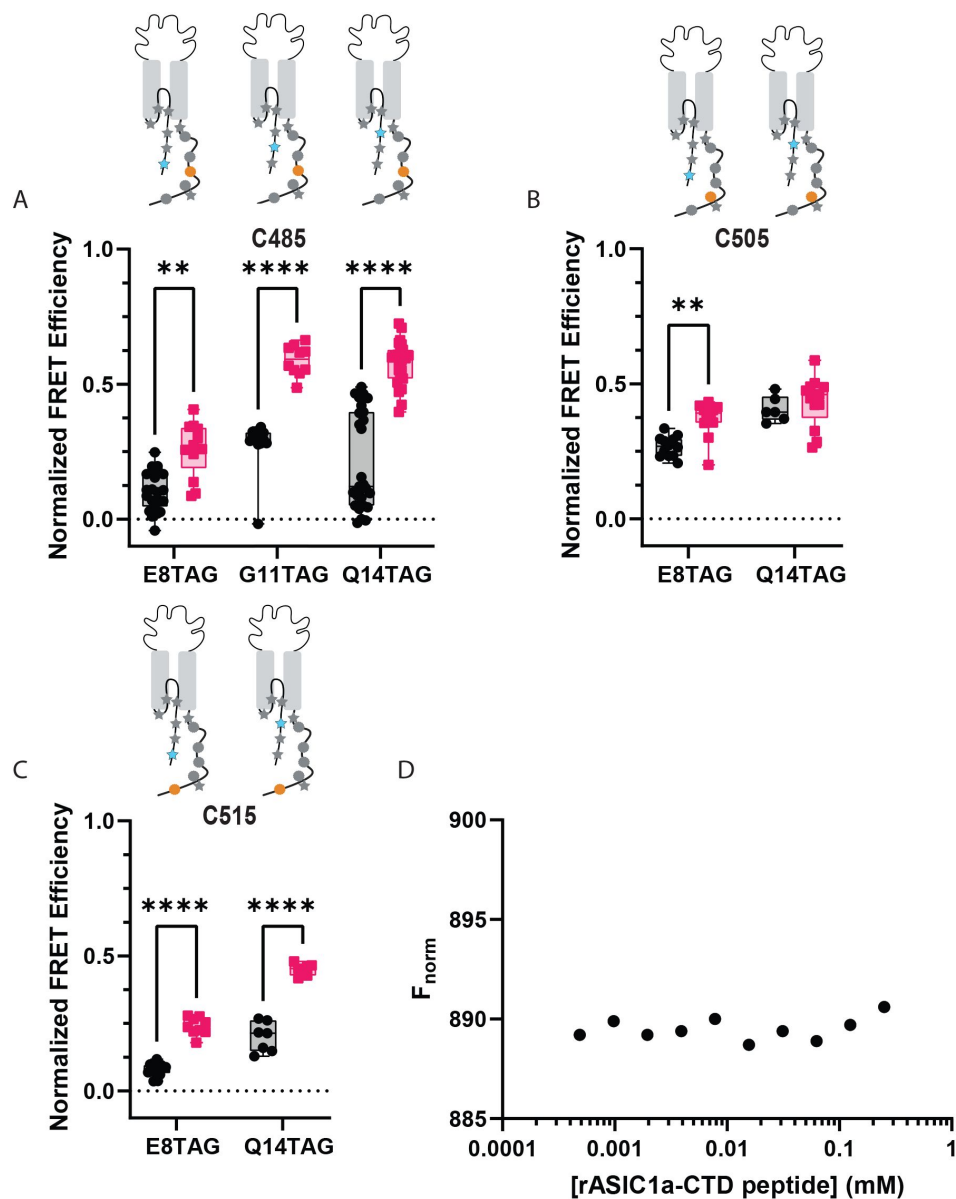 A
C485
Normalized FRET Efficiency
1.0
0.5
0.0
** **** ****
E8TAG G11TAG Q14TAG
B
C505
Normalized FRET Efficiency
1.0
0.5
0.0
**
E8TAG Q14TAG
C
C515
Normalized FRET Efficiency
1.0
0.5
0.0
**** ****
E8TAG Q14TAG
D
Fnorm
900
895
890
885
0.0001 0.001 0.01 0.1 1
[rASIC1a-CTD peptide] (mM)